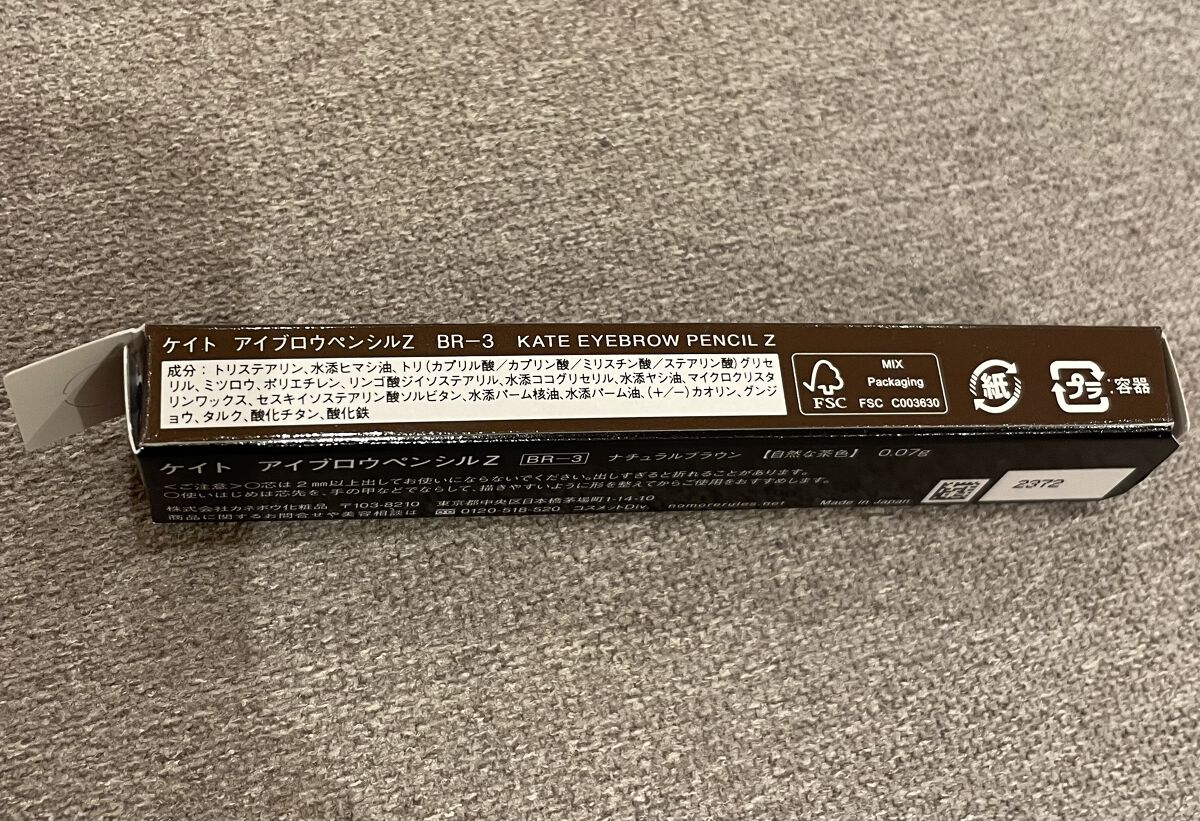 ケイト アイブロウペンシルZ BR-3 KATE EYEBROW PENCIL Z
成分：トリステアリン、水添ヒマシ油、トリ(カプリル酸／カプリン酸／ミリスチン酸／ステアリン酸)グリセ
リル、ミツロウ、ポリエチレン、リンゴ酸ジイソステアリル、水添ココグリセリル、水添ヤシ油、マイクロクリスタ
リンワックス、セスキイソステアリン酸ソルビタン、水添パーム核油、水添パーム油、(+/-)カオリン、グンジ
ョウ、タルク、酸化チタン、酸化鉄
FSC
MIX
Packaging
FSC C003630
紙
プラ:容器
ケイト アイブロウペンシルZ BR-3 ナチュラルブラウン 【自然な茶色】 0.07g
＜ご注意＞○芯は2㎜以上出してお使いにならないでください。出しすぎると折れることがあります。
○使いはじめは芯先を、手の甲などでならして、描きやすいように形を整えてからご使用をおすすめします。
株式会社カネボウ化粧品 〒103-8210 東京都中央区日本橋茅場町1-14-10
商品に関するお問合せや美容相談は 0120-518-520 コスメットDiv. nomorerules.net Made in Japan
2372